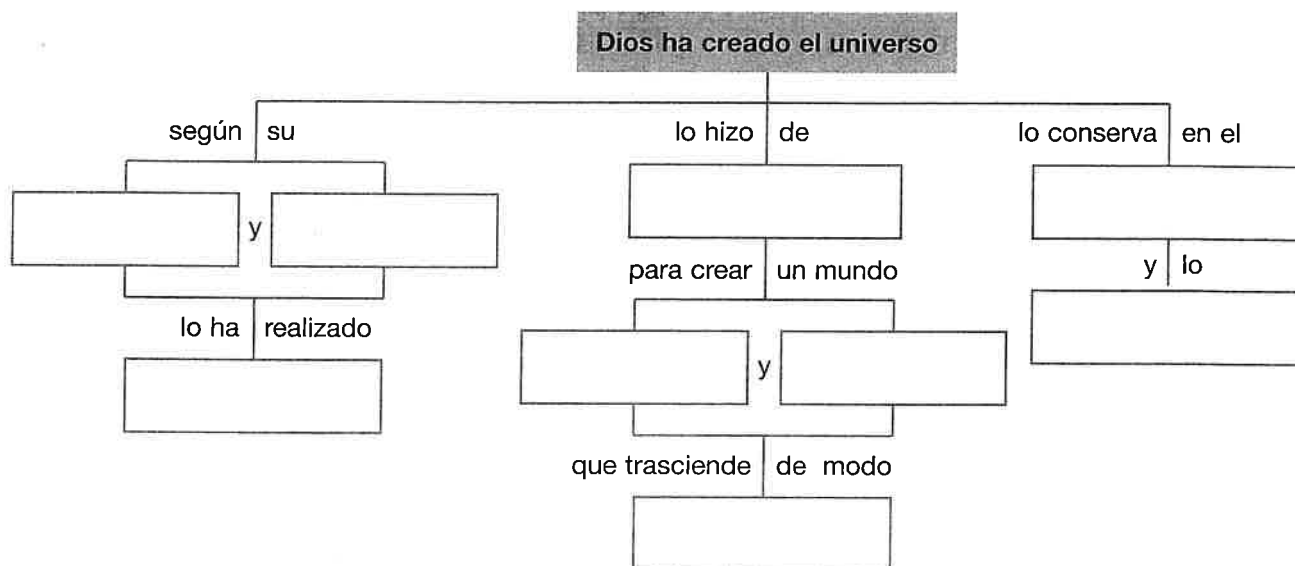 Dios ha creado el universo
según su
lo hizo de
lo conserva en el
y
para crear un mundo
y lo
lo ha realizado
y
que trasciende de modo